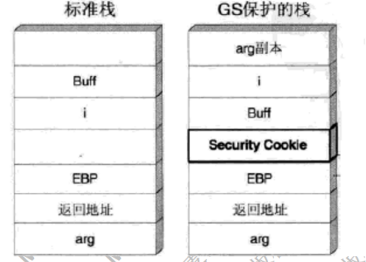 标准栈
GS保护的栈
arg副本
Buff
i
i
Buff
Security Cookie
EBP
EBP
返回地址
返回地址
arg
arg